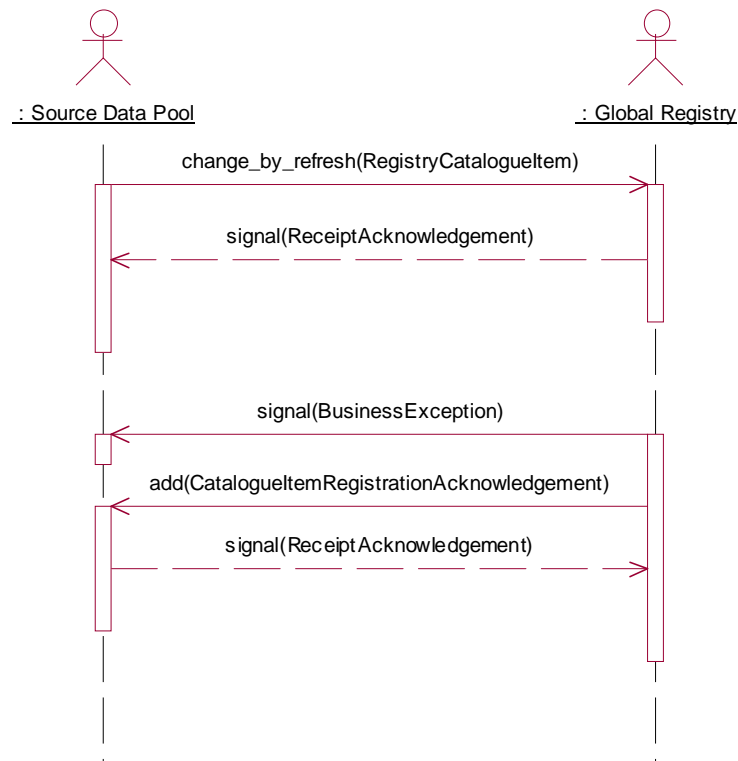 : Source Data Pool
: Global Registry
change_by_refresh(RegistryCatalogueItem)
signal(ReceiptAcknowledgement)
signal(BusinessException)
add(CatalogueItemRegistrationAcknowledgement)
signal(ReceiptAcknowledgement)